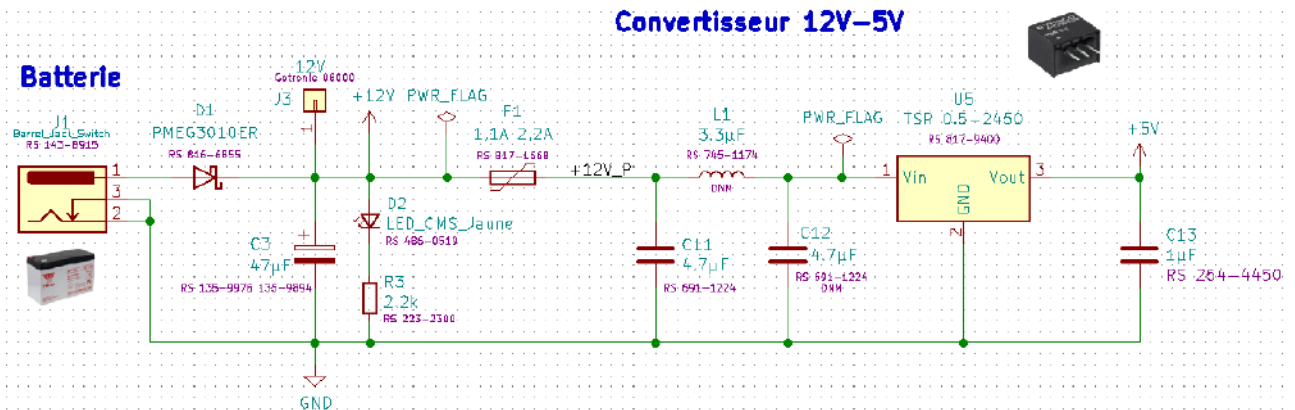 Convertisseur 12V-5V
Batterie
J1
Barrel_Jack_Switch
RS 143-8915
1
3
2
D1
PMEG3010ER
RS 816-6855
12V
Gotronic 06000
J3
1
+12V
PWR_FLAG
F1
1,1A 2,2A
RS 817-1568
+12V_P
L1
3.3µF
RS 745-1174
DNM
PWR_FLAG
U5
TSR 0.5-2450
RS 817-9400
1
Vin
Vout
3
GND
2
+5V
C3
+
47µF
RS 135-9976 135-9894
D2
LED_CMS_Jaune
RS 486-0519
R3
2.2k
RS 223-2300
C11
4.7µF
RS 691-1224
C12
4.7µF
RS 691-1224
DNM
C13
1µF
RS 264-4450
GND